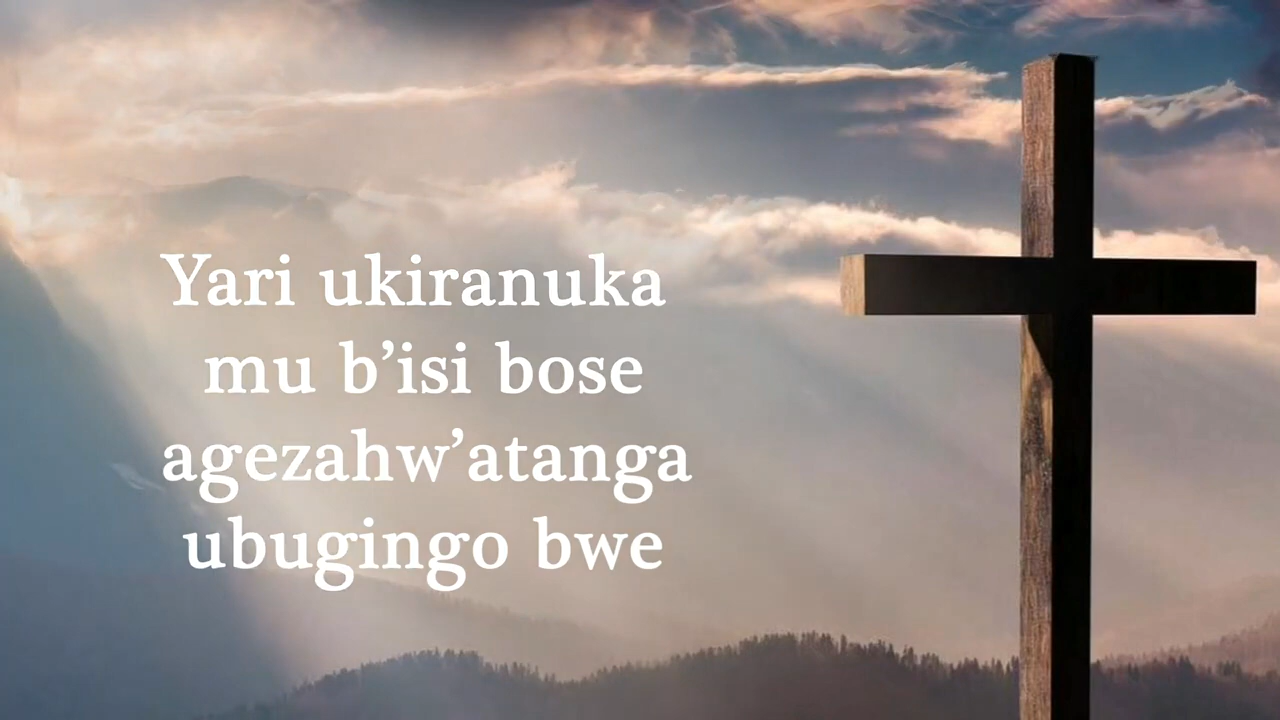 Yari ukiranuka
mu b’isi bose
agezahw’atanga
ubugingo bwe